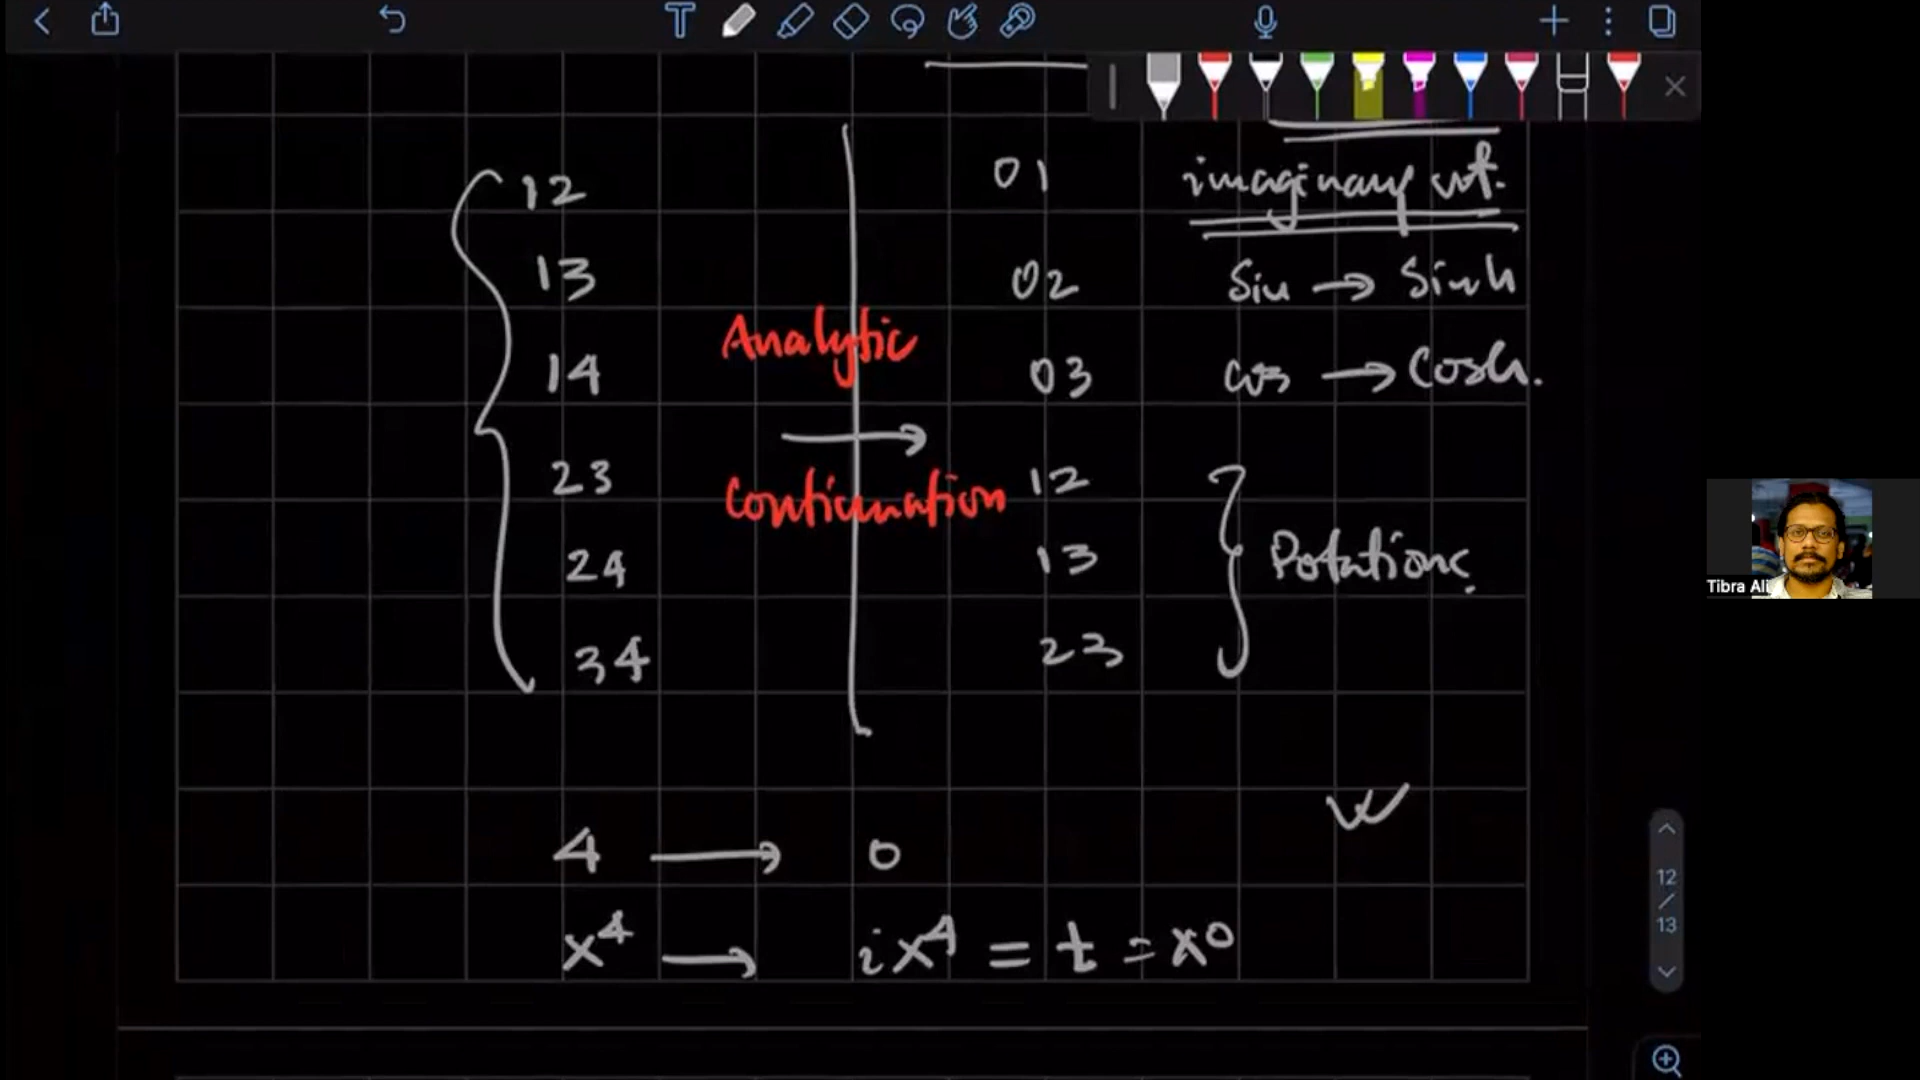 12 01 imaginary rot.
13 02 Sin → Sinh
Analytic
14 03 cos → Cosh.
23 Continuation 12
24 13 Rotations.
34 23
4 → 0
x⁴ → ix⁴ = t = x⁰
12
/
13
Tibra Ali